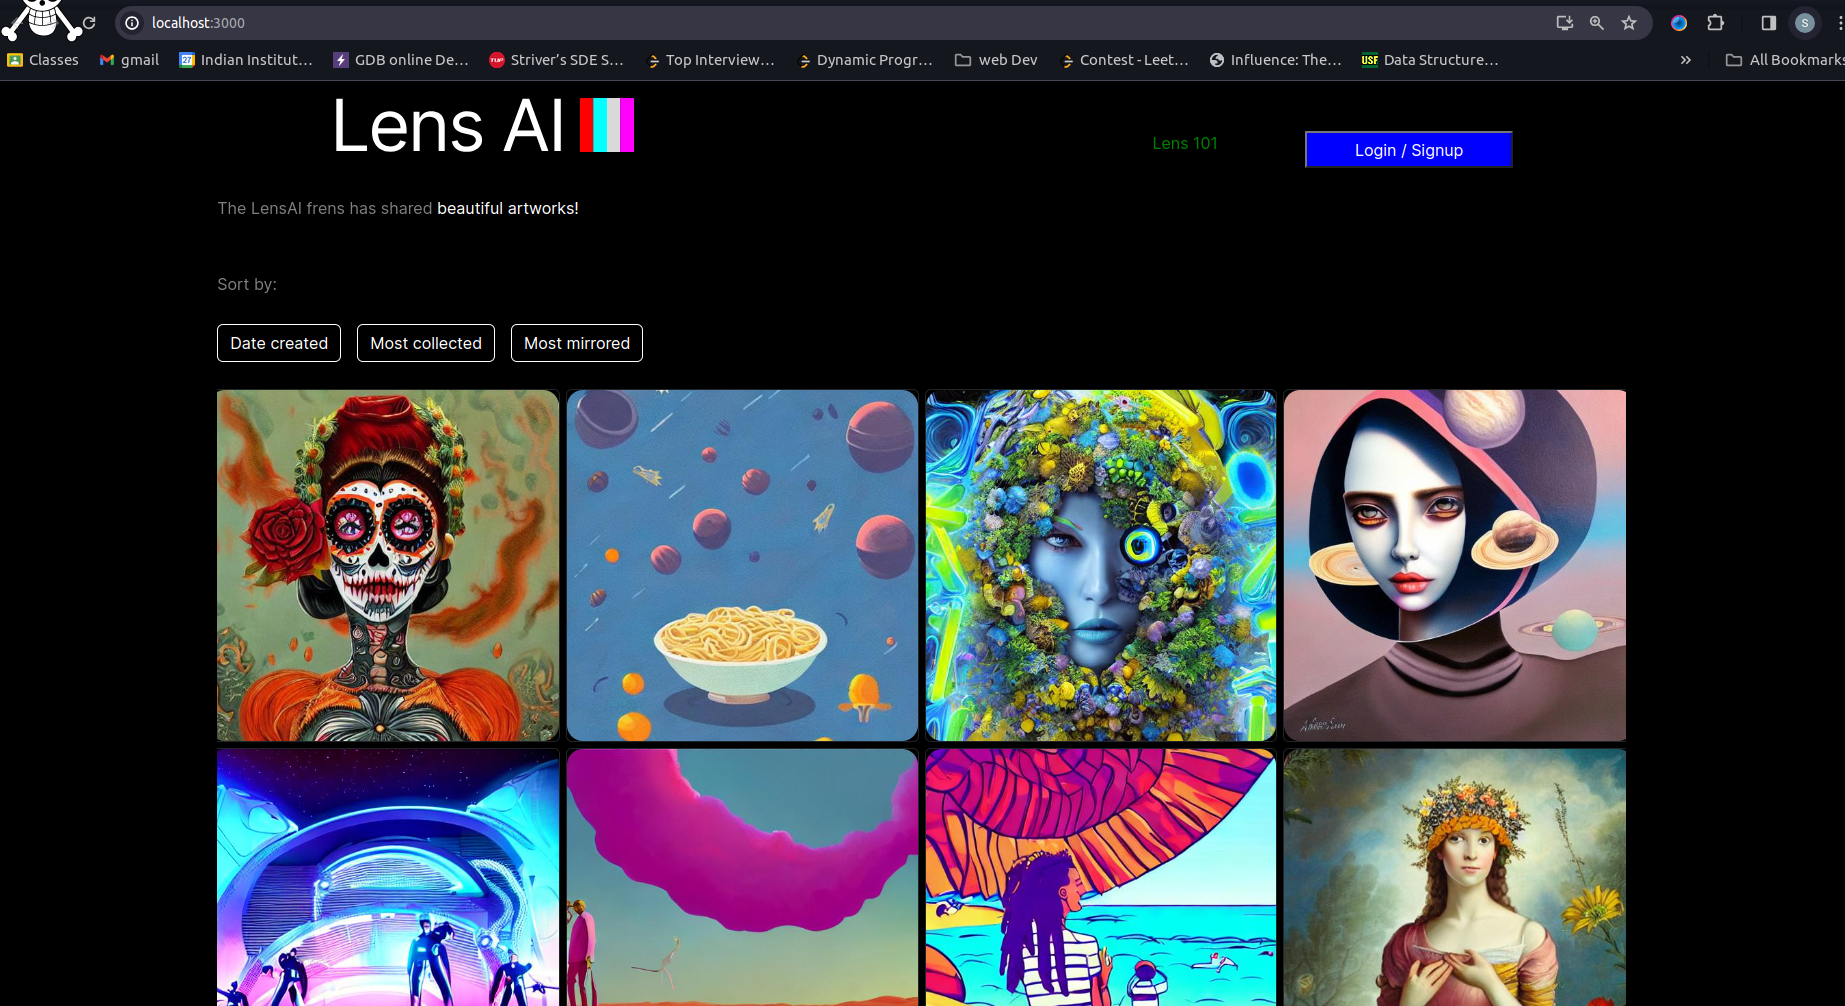 localhost:3000
S
Classes gmail Indian Institut... GDB online De... Striver's SDE S... Top Interview... Dynamic Progr... web Dev Contest - Leet... Influence: The... Data Structure... » All Bookmarks
Lens AI
Lens 101 Login / Signup
The LensAI frens has shared beautiful artworks!
Sort by:
Date created Most collected Most mirrored